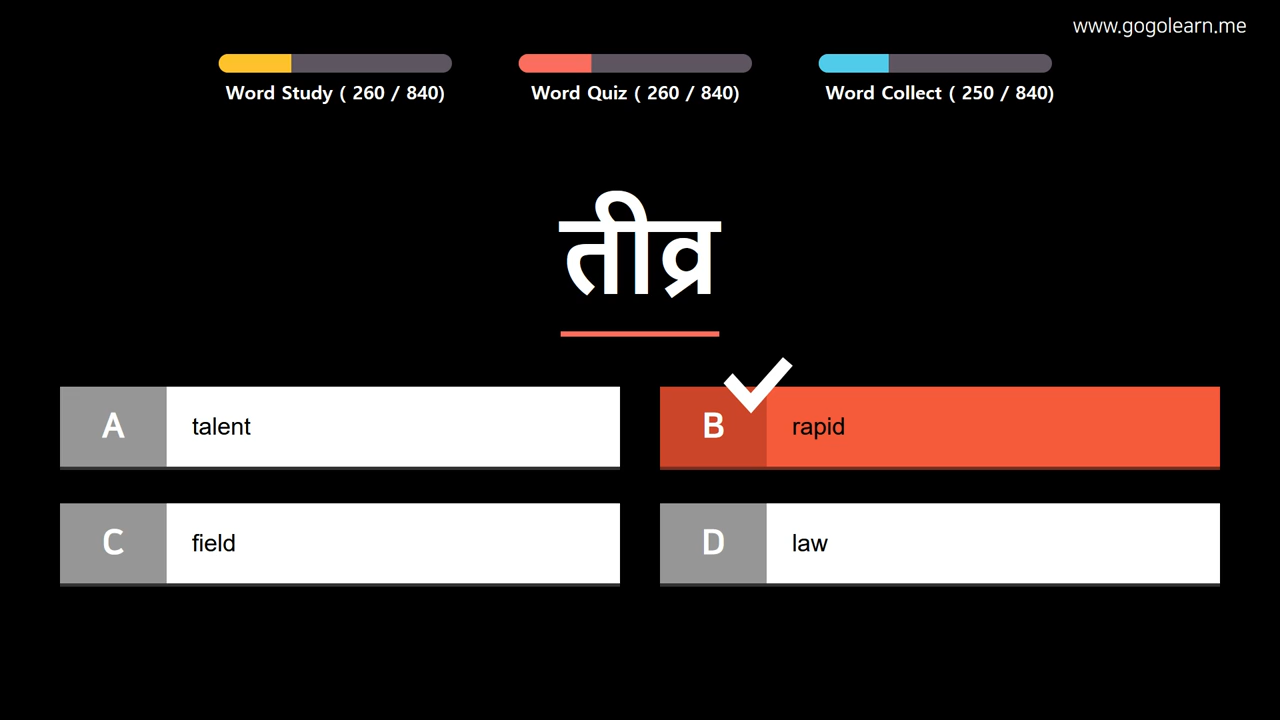 www.gogolearn.me
Word Study ( 260 / 840)
Word Quiz ( 260 / 840)
Word Collect ( 250 / 840)
तीव्र
A talent
B rapid
C field
D law